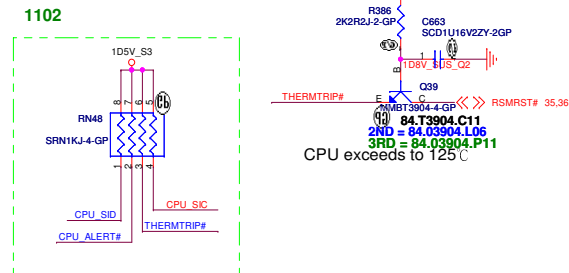 1102
1D5V_S3
8
7
6
5
RN48
SRN1KJ-4-GP
1
2
3
4
CPU_SID
CPU_SIC
THERMTRIP#
CPU_ALERT#
R386
2K2R2J-2-GP
C663
SCD1U16V2ZY-2GP
1
1D8V_SUS_Q2
B
Q39
THERMTRIP#
E
C
RSMRST# 35,36
MMBT3904-4-GP
84.T3904.C11
2ND = 84.03904.L06
3RD = 84.03904.P11
CPU exceeds to 125℃